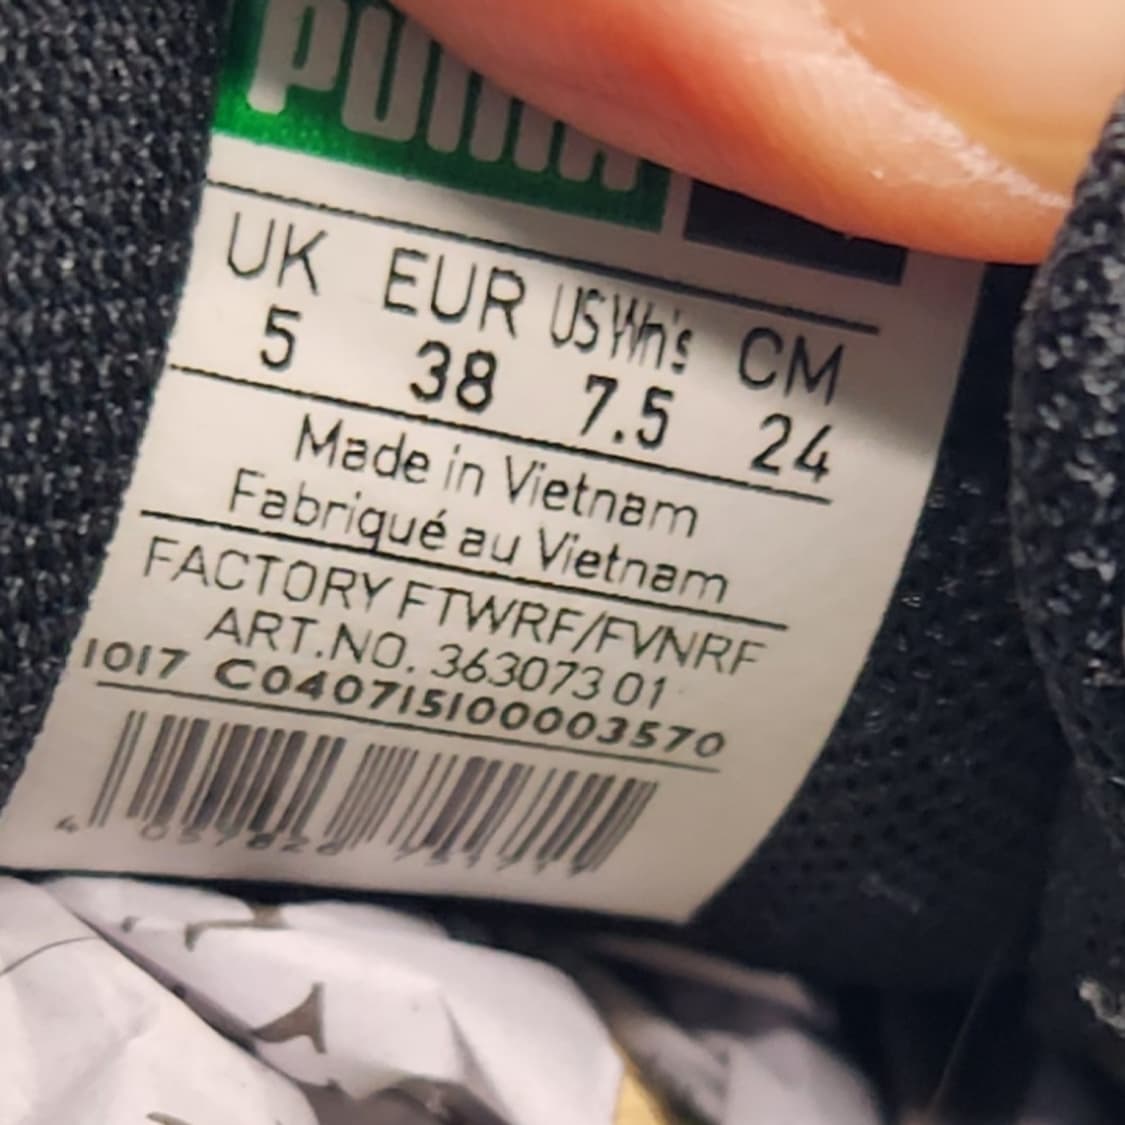 PUMA
UK EUR US Wn's CM
5 38 7.5 24
Made in Vietnam
Fabriqué au Vietnam
FACTORY FTWRF/FVNRF
ART.NO. 363073 01
1017 C040715100003570